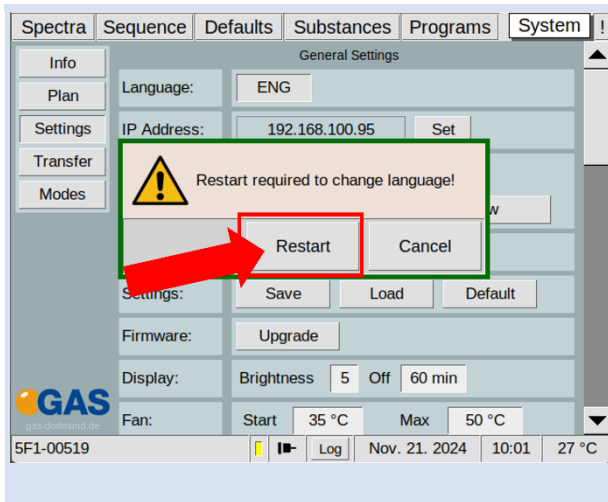 Spectra Sequence Defaults Substances Programs System !
Info
Plan
Settings
Transfer
Modes
General Settings
Language: ENG
IP Address: 192.168.100.95 Set
Restart required to change language!
Restart Cancel
Settings: Save Load Default
Firmware: Upgrade
Display: Brightness 5 Off 60 min
Fan: Start 35 °C Max 50 °C
GAS
gas-dortmund.de
5F1-00519 Log Nov. 21. 2024 10:01 27 °C